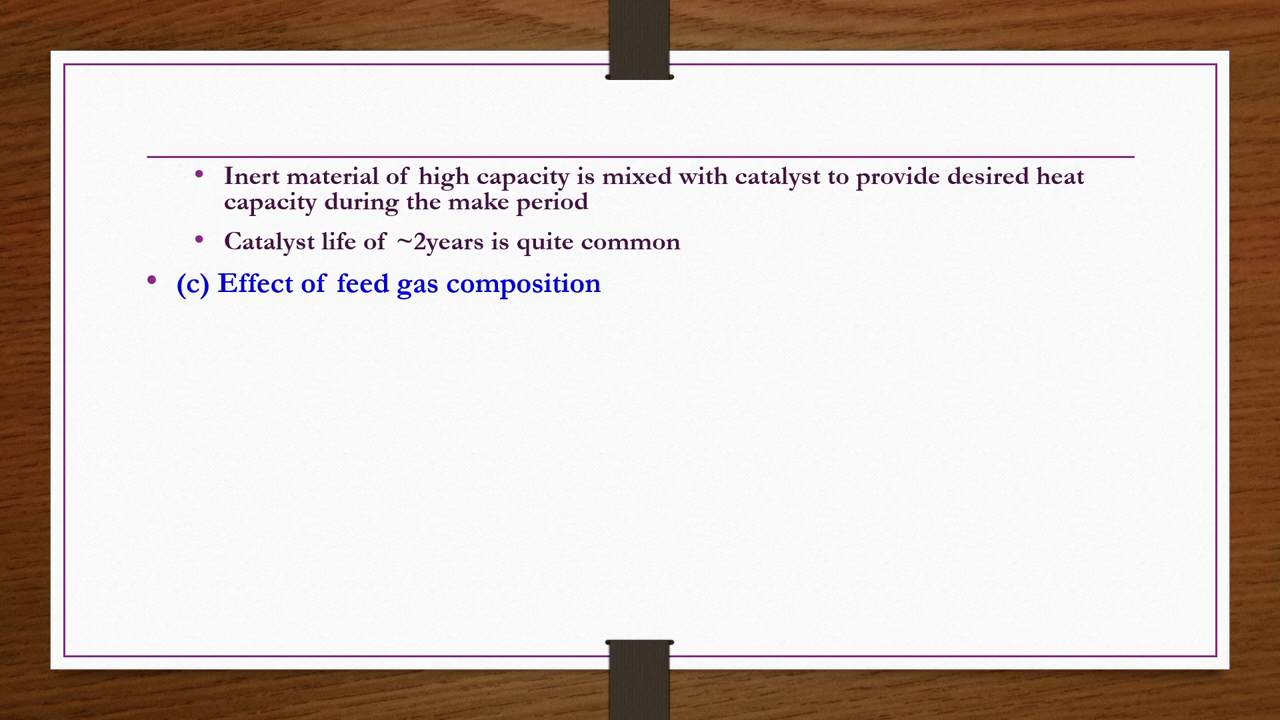 • Inert material of high capacity is mixed with catalyst to provide desired heat
capacity during the make period
• Catalyst life of ~2years is quite common
• (c) Effect of feed gas composition